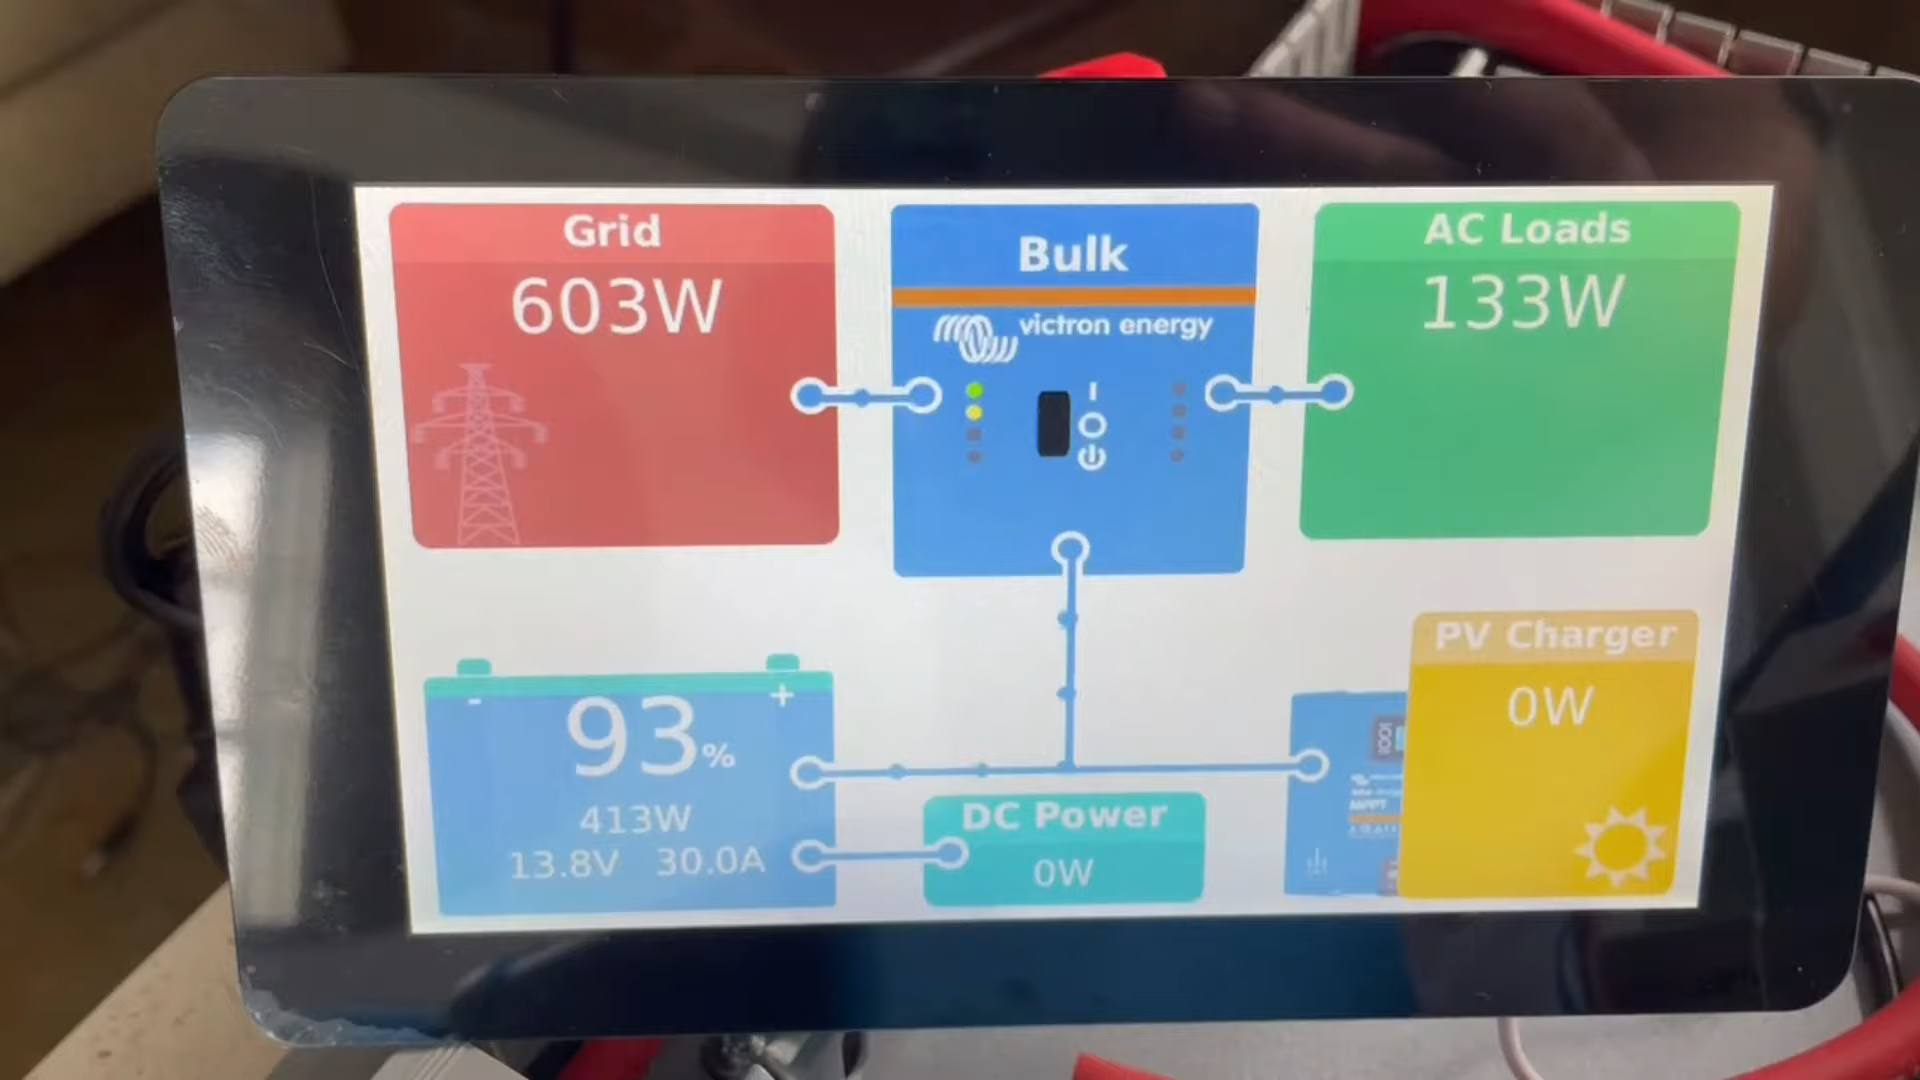 Grid
603W
Bulk
victron energy
AC Loads
133W
93%
413W
13.8V 30.0A
DC Power
0W
PV Charger
0W
MPPT